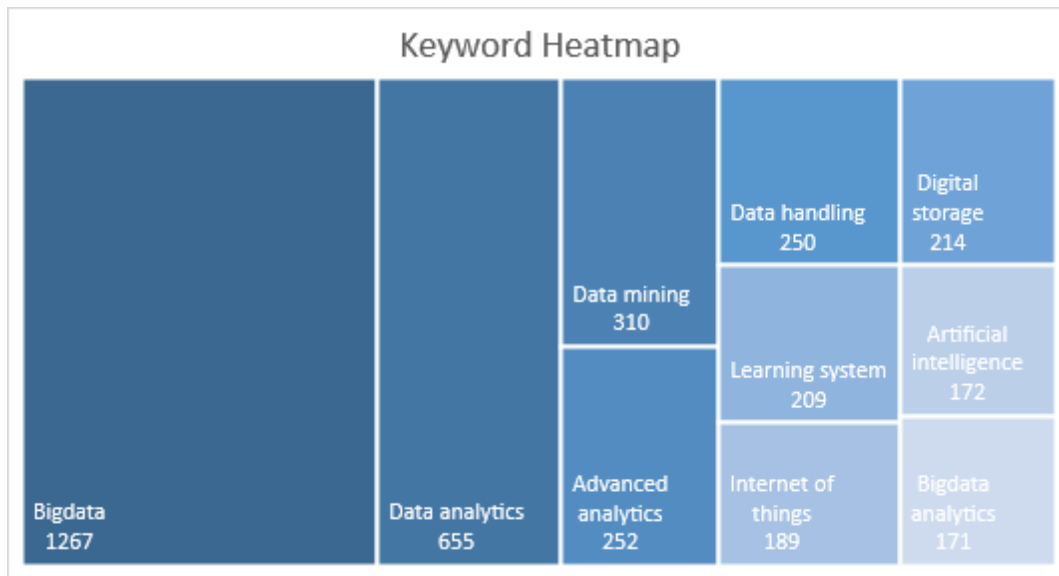 Keyword Heatmap
Bigdata
1267
Data analytics
655
Data mining
310
Advanced
analytics
252
Data handling
250
Learning system
209
Internet of
things
189
Digital
storage
214
Artificial
intelligence
172
Bigdata
analytics
171